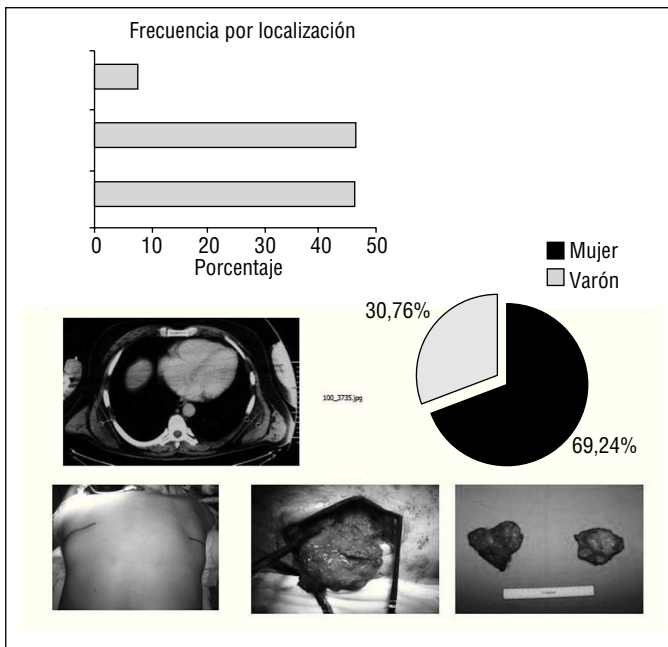 Frecuencia por localización
0 10 20 30 40 50
Porcentaje
Mujer
Varón
30,76%
69,24%
100_3735.jpg